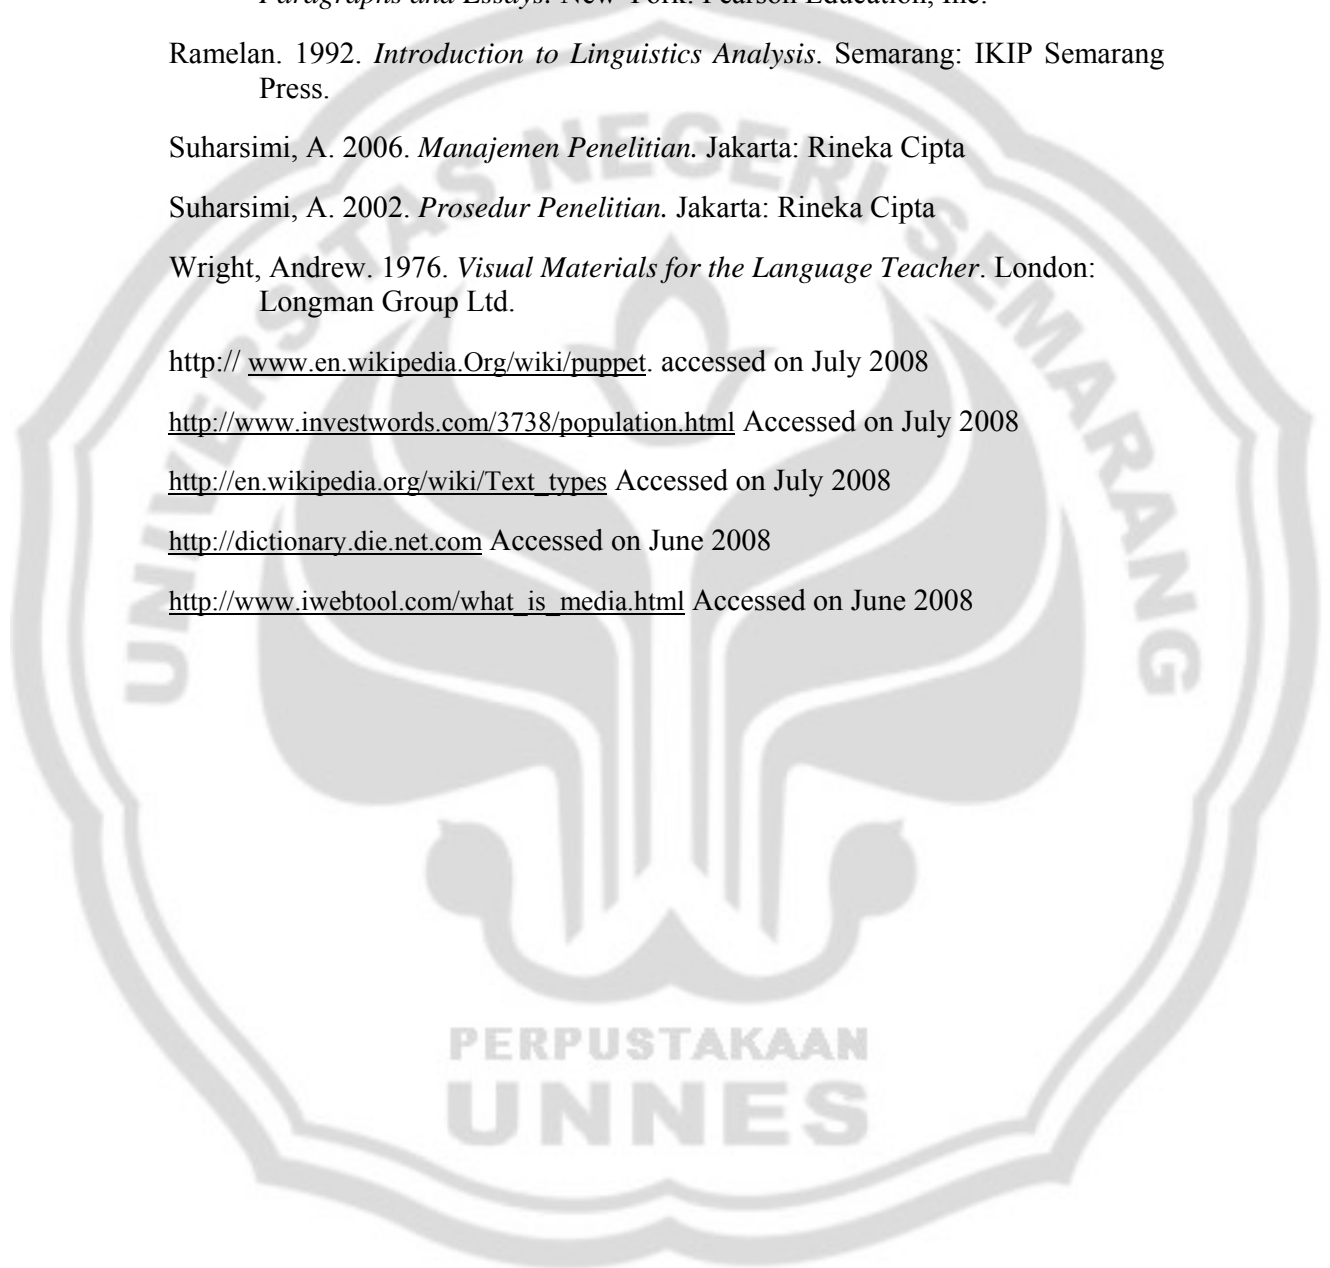 Paragraphs and Essays. New York: Pearson Education, Inc.
Ramelan. 1992. Introduction to Linguistics Analysis. Semarang: IKIP Semarang
Press.
Suharsimi, A. 2006. Manajemen Penelitian. Jakarta: Rineka Cipta
Suharsimi, A. 2002. Prosedur Penelitian. Jakarta: Rineka Cipta
Wright, Andrew. 1976. Visual Materials for the Language Teacher. London:
Longman Group Ltd.
http:// www.en.wikipedia.Org/wiki/puppet. accessed on July 2008
http://www.investwords.com/3738/population.html Accessed on July 2008
http://en.wikipedia.org/wiki/Text_types Accessed on July 2008
http://dictionary.die.net.com Accessed on June 2008
http://www.iwebtool.com/what_is_media.html Accessed on June 2008
UNIVERSITAS NEGERI SEMARANG
PERPUSTAKAAN
UNNES